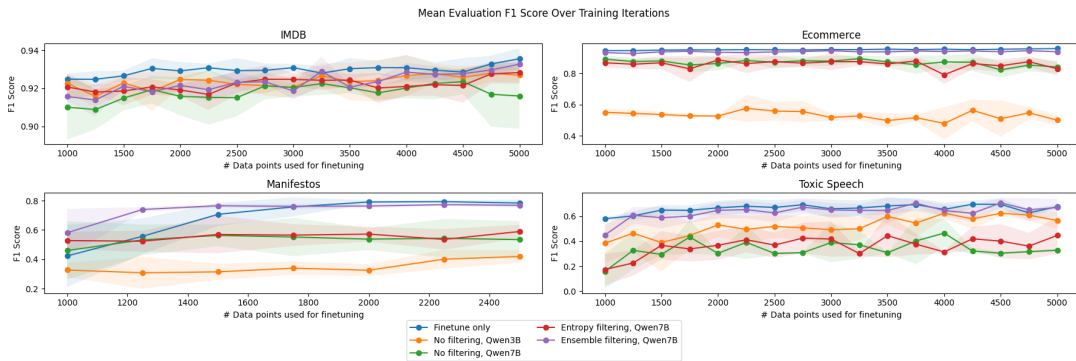 Mean Evaluation F1 Score Over Training Iterations
IMDB
F1 Score
0.94
0.92
0.90
1000 1500 2000 2500 3000 3500 4000 4500 5000
# Data points used for finetuning
Ecommerce
F1 Score
0.8
0.6
0.4
1000 1500 2000 2500 3000 3500 4000 4500 5000
# Data points used for finetuning
Manifestos
F1 Score
0.8
0.6
0.4
0.2
1000 1200 1400 1600 1800 2000 2200 2400
# Data points used for finetuning
Toxic Speech
F1 Score
0.6
0.4
0.2
0.0
1000 1500 2000 2500 3000 3500 4000 4500 5000
# Data points used for finetuning
Finetune only
No filtering, Qwen3B
No filtering, Qwen7B
Entropy filtering, Qwen7B
Ensemble filtering, Qwen7B